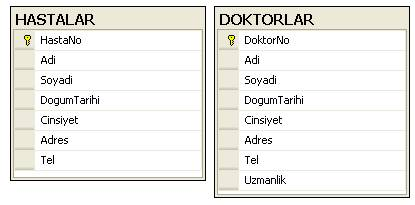 HASTALAR
HastaNo
Adi
Soyadi
DogumTarihi
Cinsiyet
Adres
Tel
DOKTORLAR
DoktorNo
Adi
Soyadi
DogumTarihi
Cinsiyet
Adres
Tel
Uzmanlik